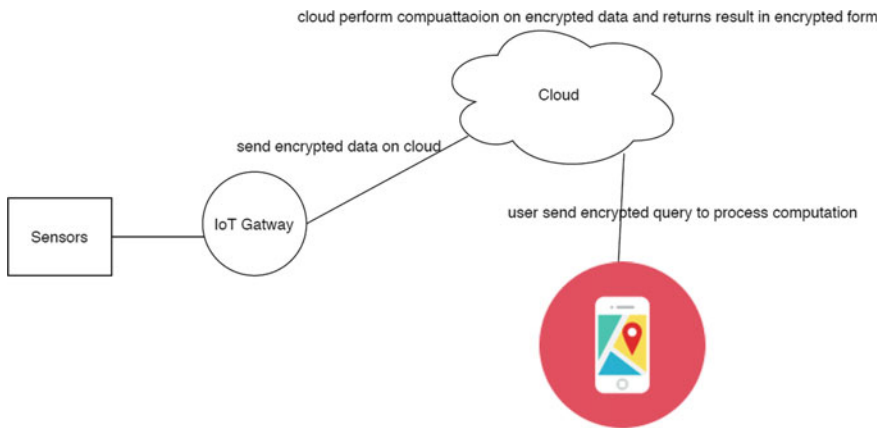 cloud perform compuattaoion on encrypted data and returns result in encrypted form
Cloud
send encrypted data on cloud
user send encrypted query to process computation
IoT Gatway
Sensors